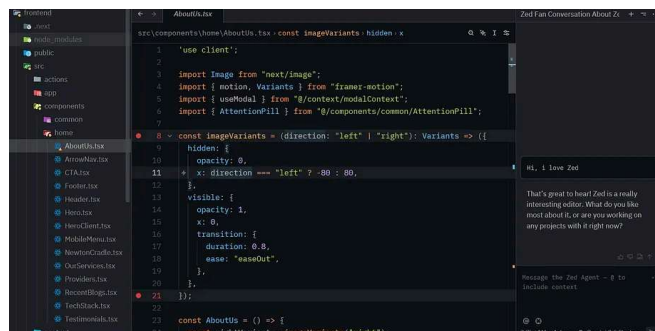 frontend
.next
node_modules
public
src
actions
app
components
common
home
AboutUs.tsx
ArrowNav.tsx
CTA.tsx
Footer.tsx
Header.tsx
Hero.tsx
HeroClient.tsx
MobileMenu.tsx
NewtonCradle.tsx
OurServices.tsx
Providers.tsx
RecentBlogs.tsx
TechStack.tsx
Testimonials.tsx
AboutUs.tsx
src\components\home\AboutUs.tsx › const imageVariants › hidden › x
1 'use client';
2
3 import Image from "next/image";
4 import { motion, Variants } from "framer-motion";
5 import { useModal } from "@/context/modalContext";
6 import { AttentionPill } from "@/components/common/AttentionPill";
7
8 const imageVariants = (direction: "left" | "right"): Variants => ({
9 hidden: {
10 opacity: 0,
11 x: direction === "left" ? -80 : 80,
12 },
13 visible: {
14 opacity: 1,
15 x: 0,
16 transition: {
17 duration: 0.8,
18 ease: "easeOut",
19 },
20 },
21 });
22
23 const AboutUs = () => {
Zed Fan Conversation About Z
Hi, i love Zed
That's great to hear! Zed is a really
interesting editor. What do you like
most about it, or are you working on
any projects with it right now?
Message the Zed Agent — @ to
include context